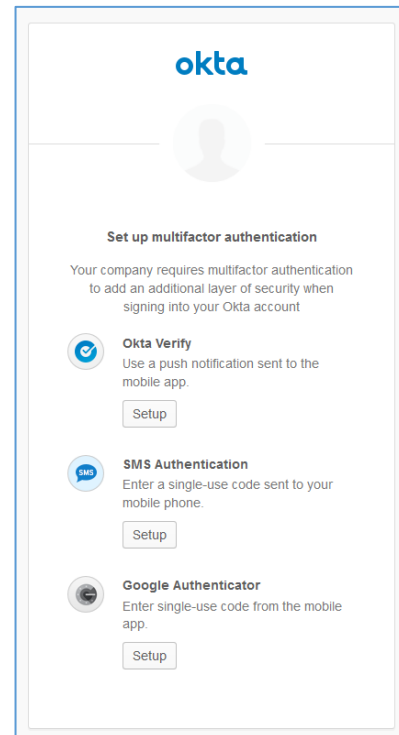 okta
Set up multifactor authentication
Your company requires multifactor authentication
to add an additional layer of security when
signing into your Okta account
Okta Verify
Use a push notification sent to the
mobile app.
Setup
SMS
SMS Authentication
Enter a single-use code sent to your
mobile phone.
Setup
Google Authenticator
Enter single-use code from the mobile
app.
Setup